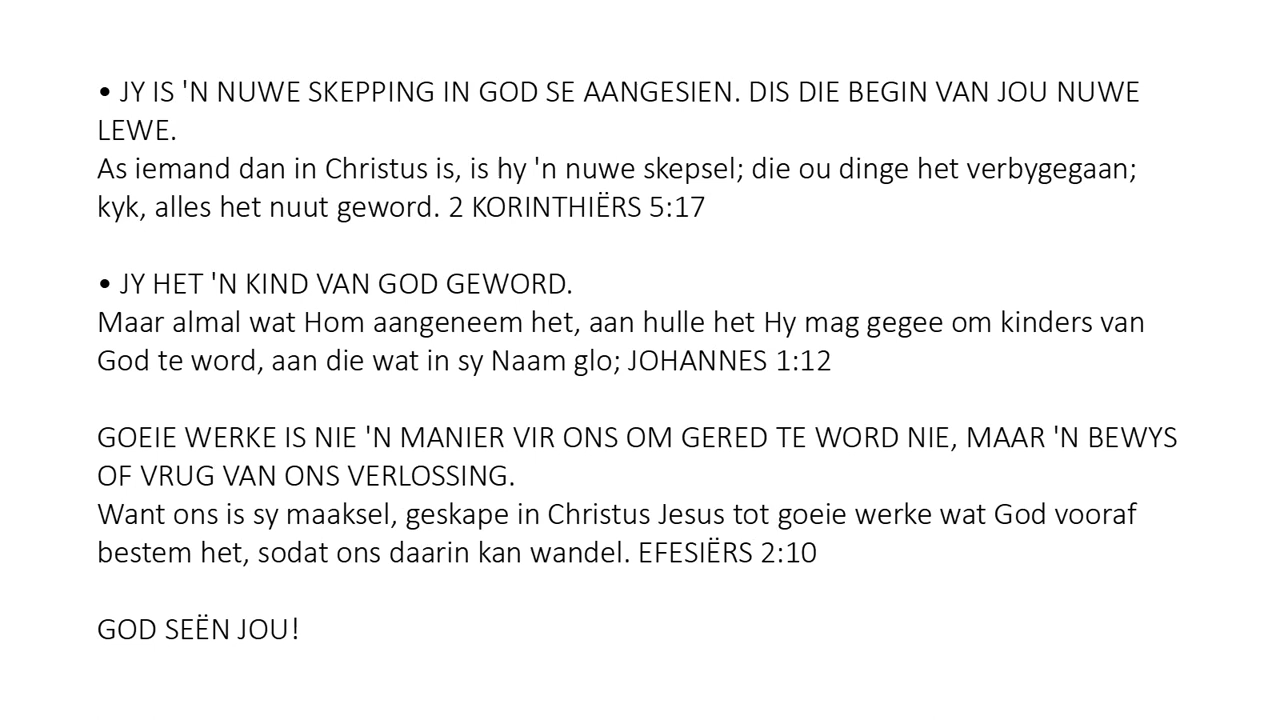 • JY IS 'N NUWE SKEPPING IN GOD SE AANGESIEN. DIS DIE BEGIN VAN JOU NUWE
LEWE.
As iemand dan in Christus is, is hy 'n nuwe skepsel; die ou dinge het verbygegaan;
kyk, alles het nuut geword. 2 KORINTHIËRS 5:17
• JY HET 'N KIND VAN GOD GEWORD.
Maar almal wat Hom aangeneem het, aan hulle het Hy mag gegee om kinders van
God te word, aan die wat in sy Naam glo; JOHANNES 1:12
GOEIE WERKE IS NIE 'N MANIER VIR ONS OM GERED TE WORD NIE, MAAR 'N BEWYS
OF VRUG VAN ONS VERLOSSING.
Want ons is sy maaksel, geskape in Christus Jesus tot goeie werke wat God vooraf
bestem het, sodat ons daarin kan wandel. EFESIËRS 2:10
GOD SEËN JOU!